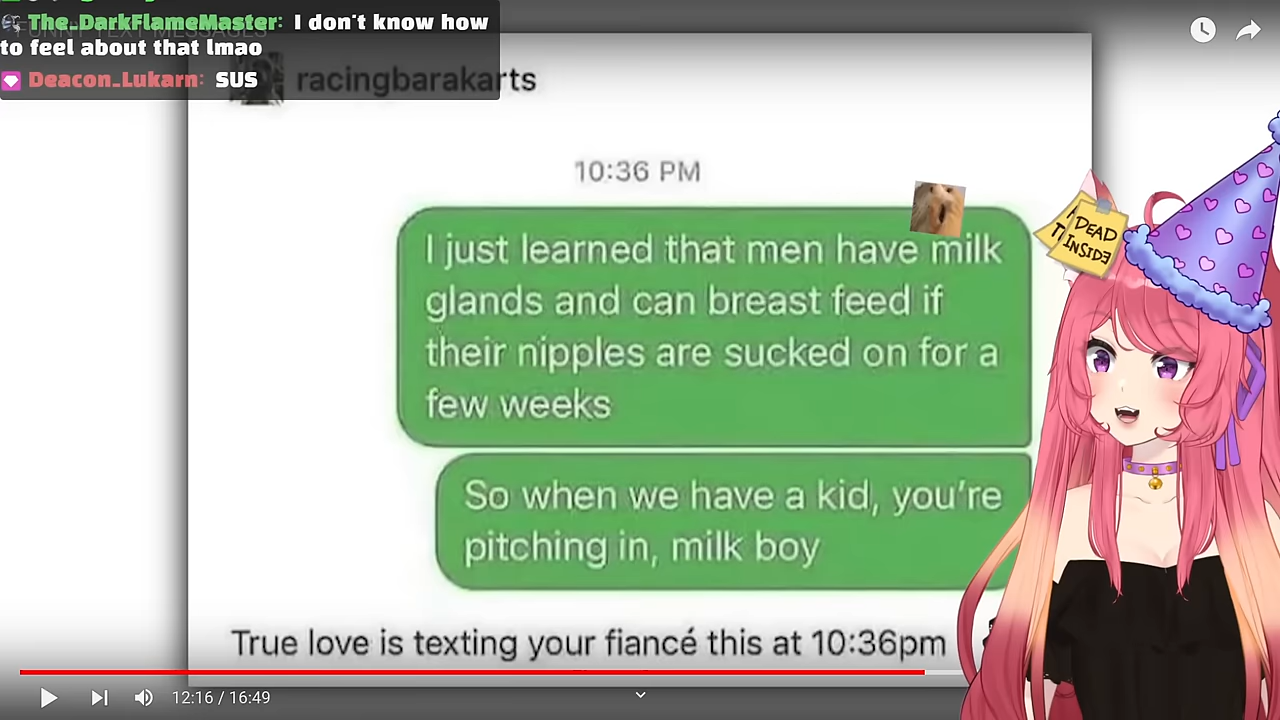 The_DarkFlameMaster: I don't know how
to feel about that lmao
Deacon_Lukarn: SUS
racingbarakarts
10:36 PM
I just learned that men have milk
glands and can breast feed if
their nipples are sucked on for a
few weeks
So when we have a kid, you're
pitching in, milk boy
True love is texting your fiancé this at 10:36pm
DEAD
INSIDE
12:16 / 16:49